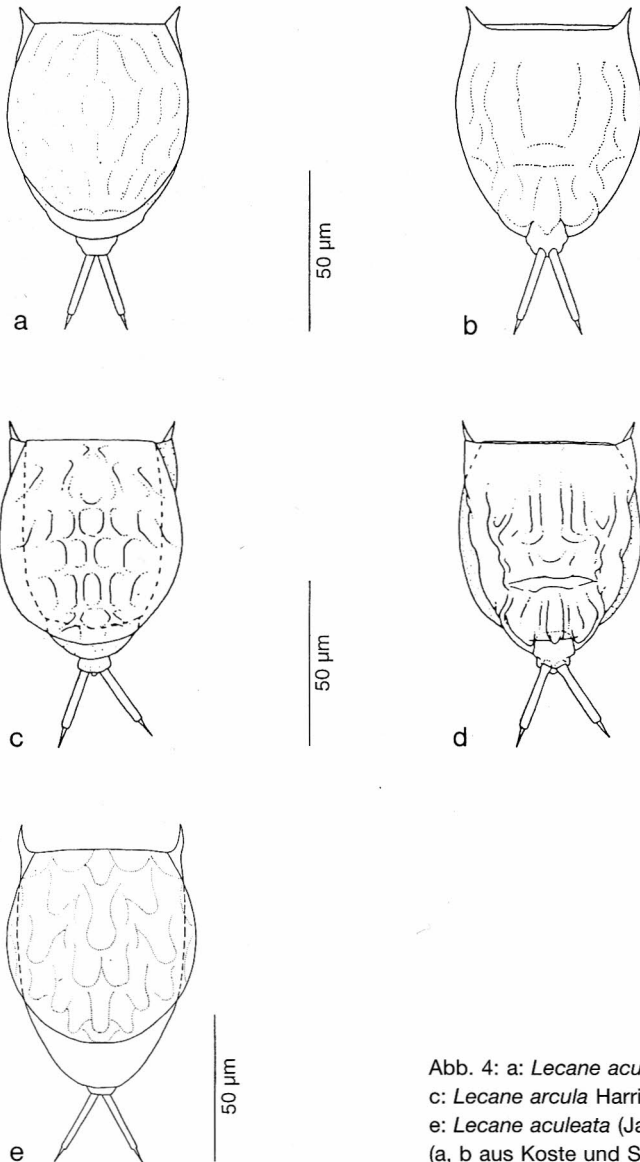 a
50 µm
b
c
50 µm
d
e
50 µm
Abb. 4: a: Lecane
c: Lecane arcula
e: Lecane aculeata
(a, b aus Koste und